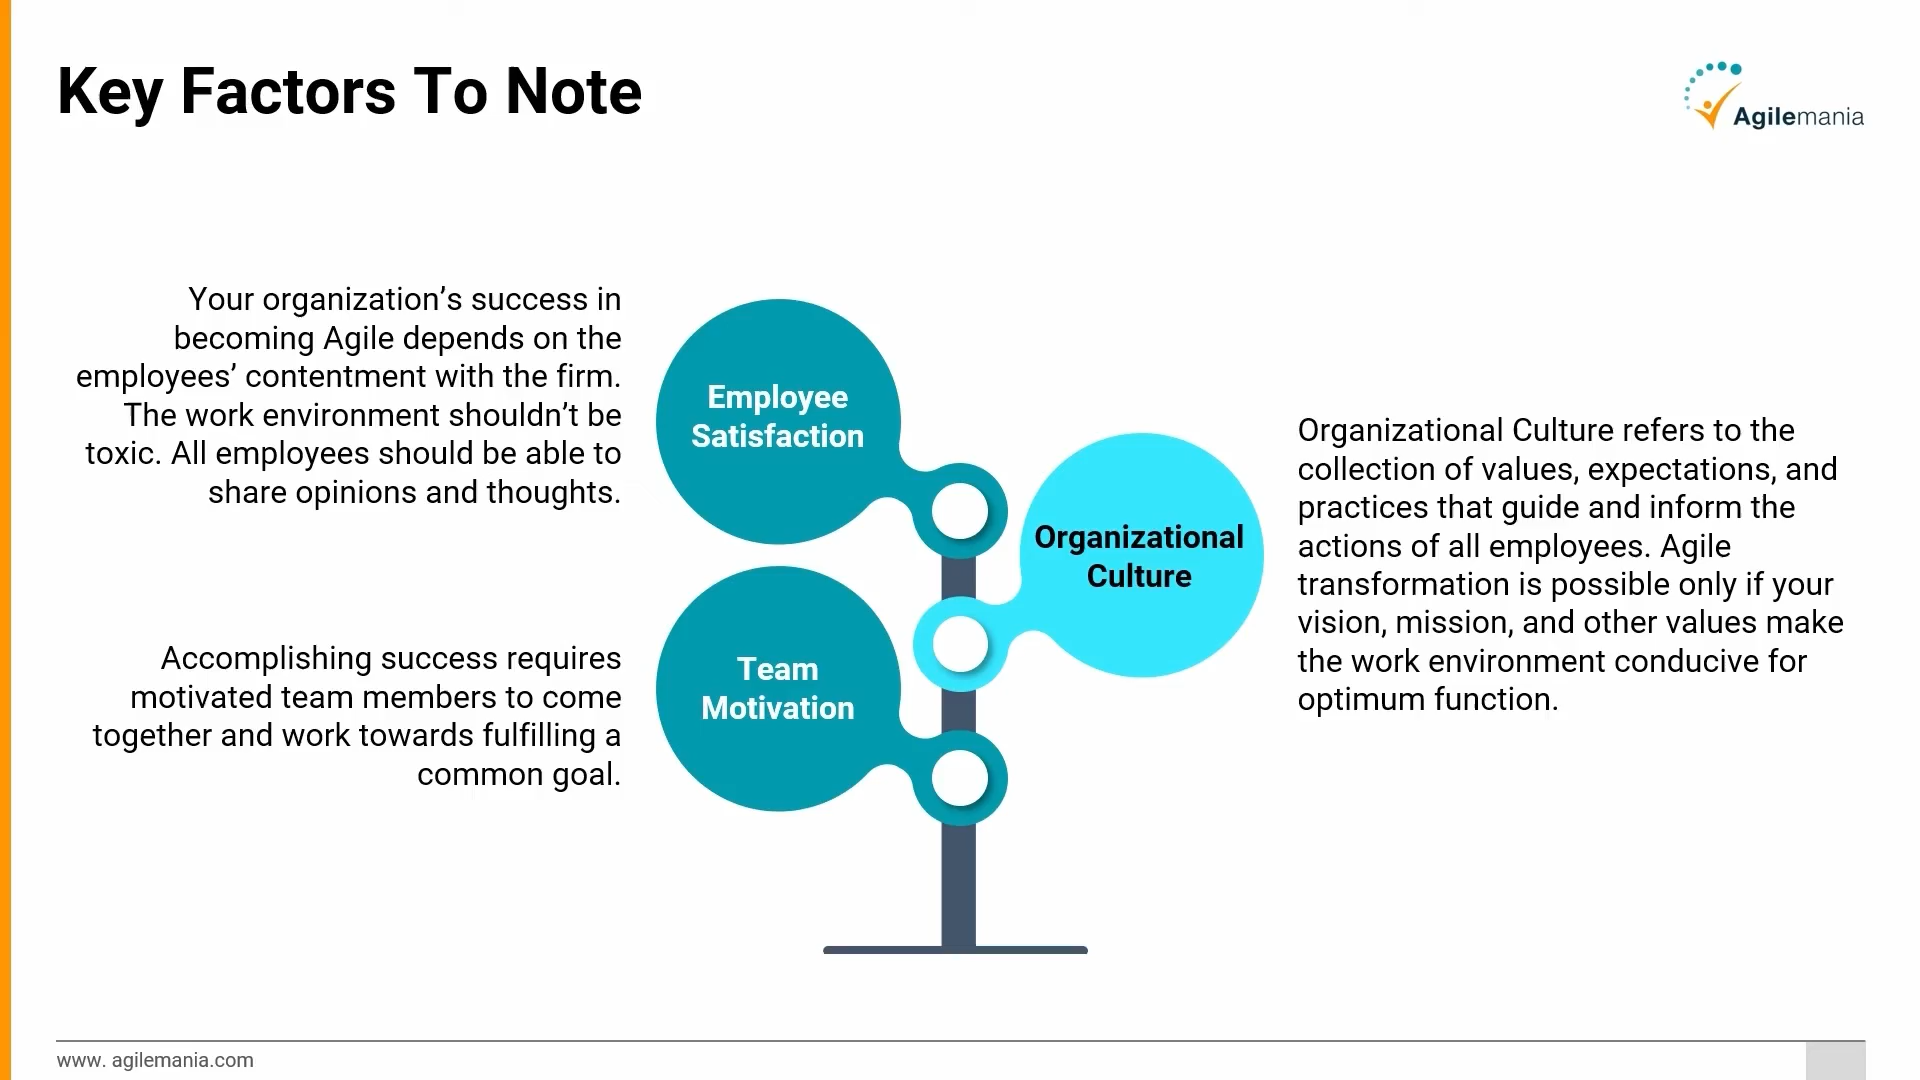 Key Factors To Note
Agilemania
Your organization’s success in
becoming Agile depends on the
employees’ contentment with the firm.
The work environment shouldn’t be
toxic. All employees should be able to
share opinions and thoughts.
Employee
Satisfaction
Organizational
Culture
Organizational Culture refers to the
collection of values, expectations, and
practices that guide and inform the
actions of all employees. Agile
transformation is possible only if your
vision, mission, and other values make
the work environment conducive for
optimum function.
Accomplishing success requires
motivated team members to come
together and work towards fulfilling a
common goal.
Team
Motivation
www. agilemania.com